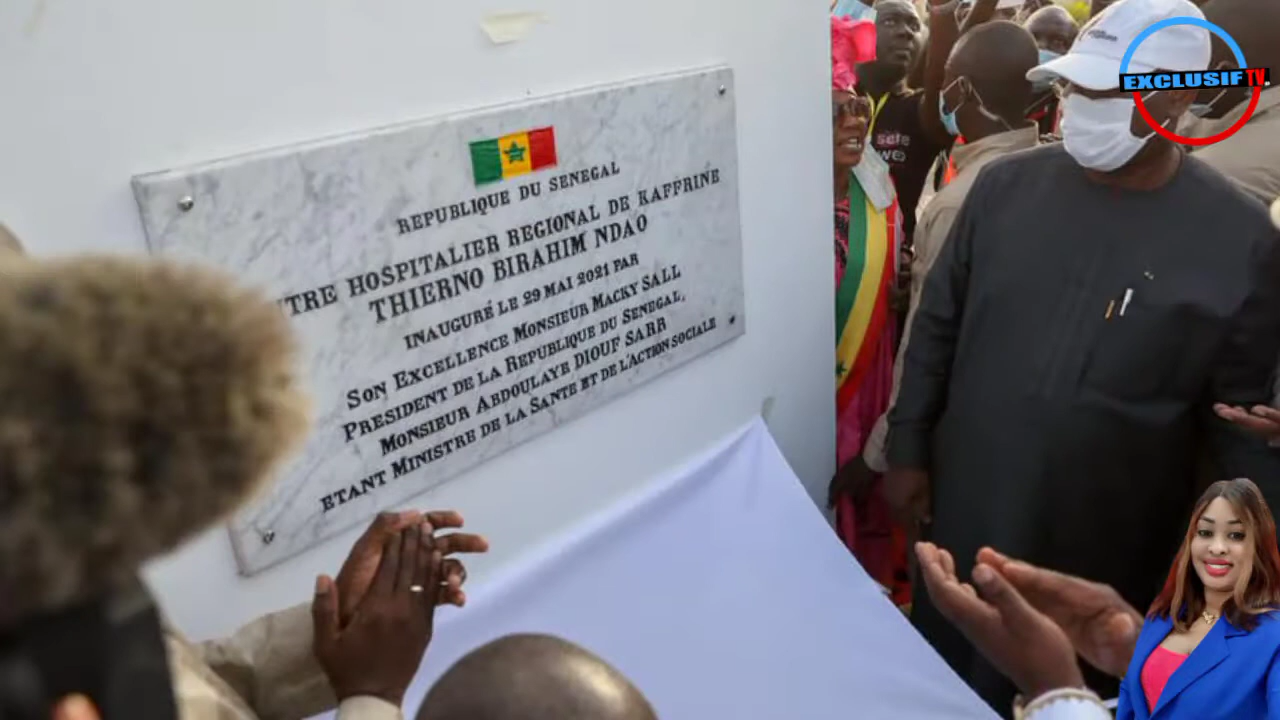 REPUBLIQUE DU SENEGAL
TRE HOSPITALIER REGIONAL DE KAFFRINE
THIERNO BIRAHIM NDAO
INAUGURÉ LE 29 MAI 2021 PAR
SON EXCELLENCE MONSIEUR MACKY SALL
PRESIDENT DE LA REPUBLIQUE DU SENEGAL,
MONSIEUR ABDOULAYE DIOUF SARR
ETANT MINISTRE DE LA SANTE ET DE L'ACTION SOCIALE
EXCLUSIF TV